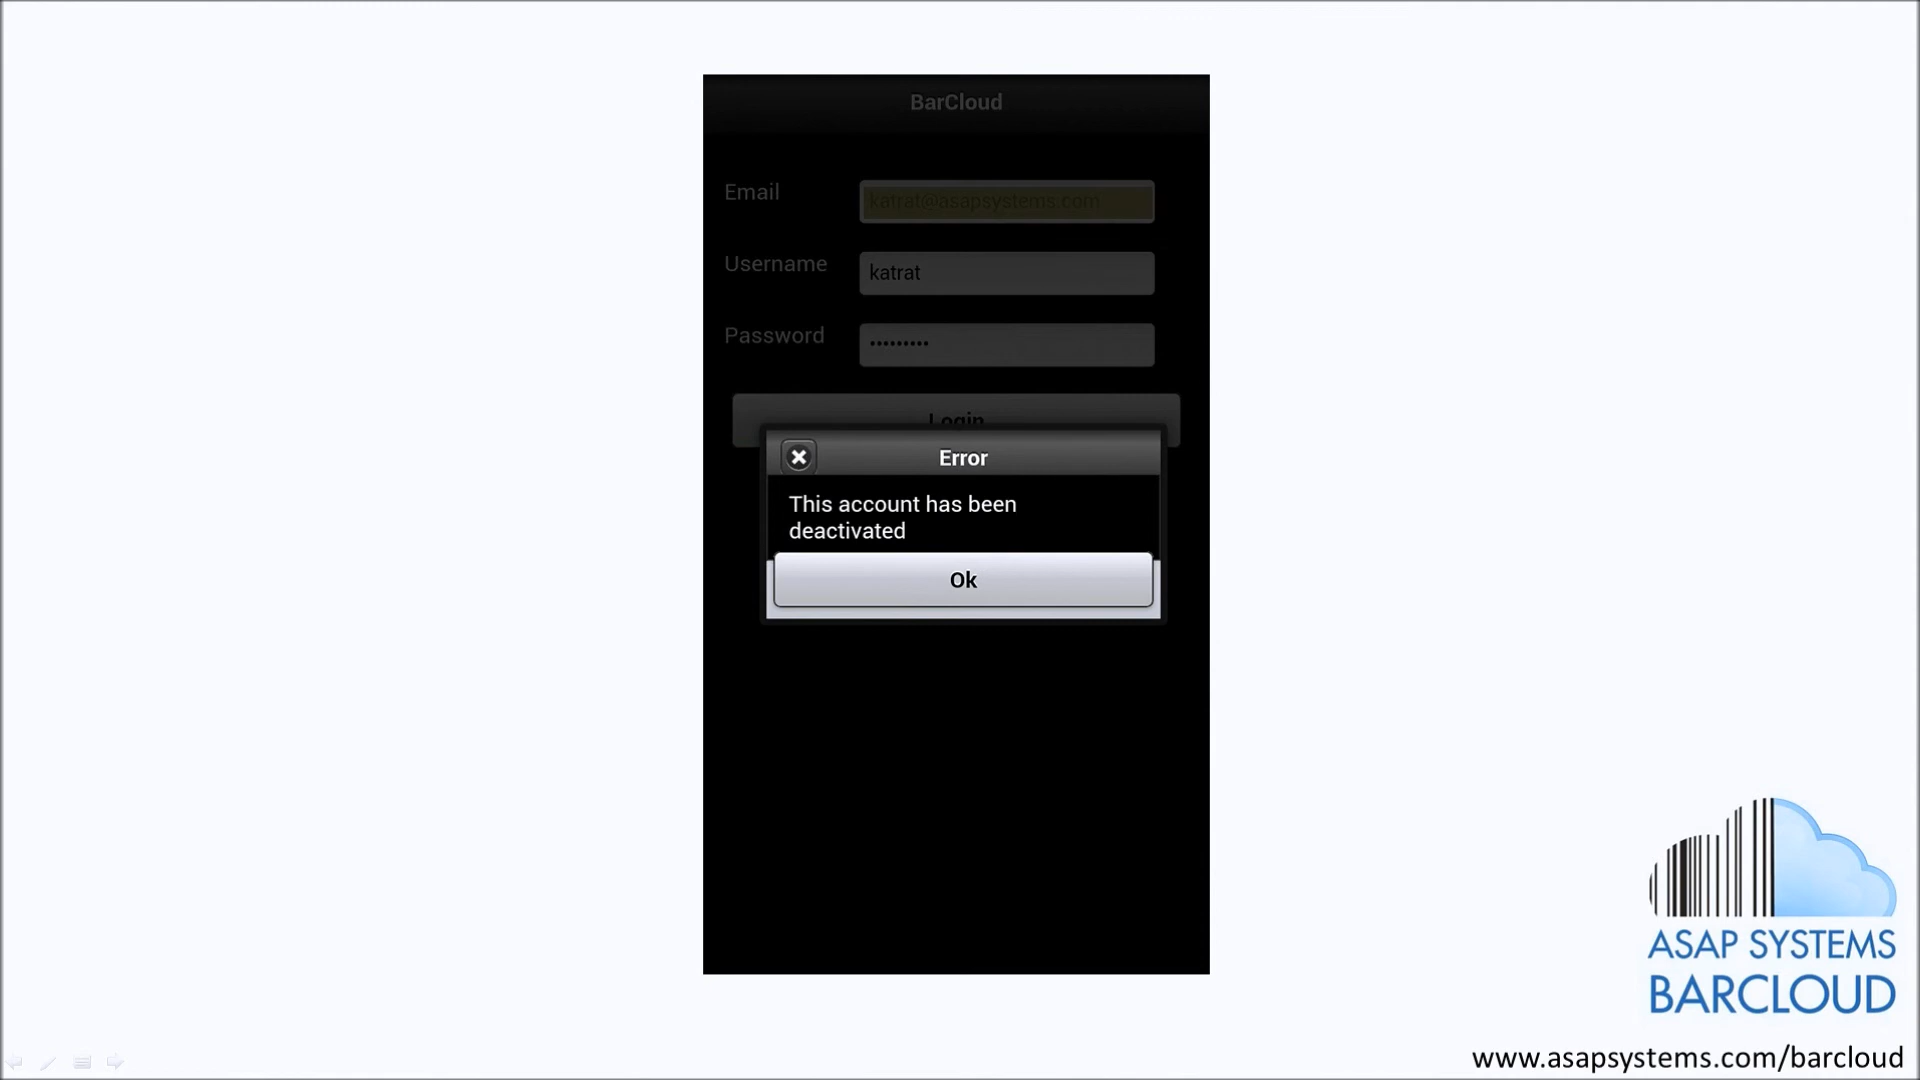 BarCloud
Email
katrat@asapsystems.com
Username
katrat
Password
•••••••••
Login
Error
This account has been
deactivated
Ok
ASAP SYSTEMS
BARCLOUD
www.asapsystems.com/barcloud